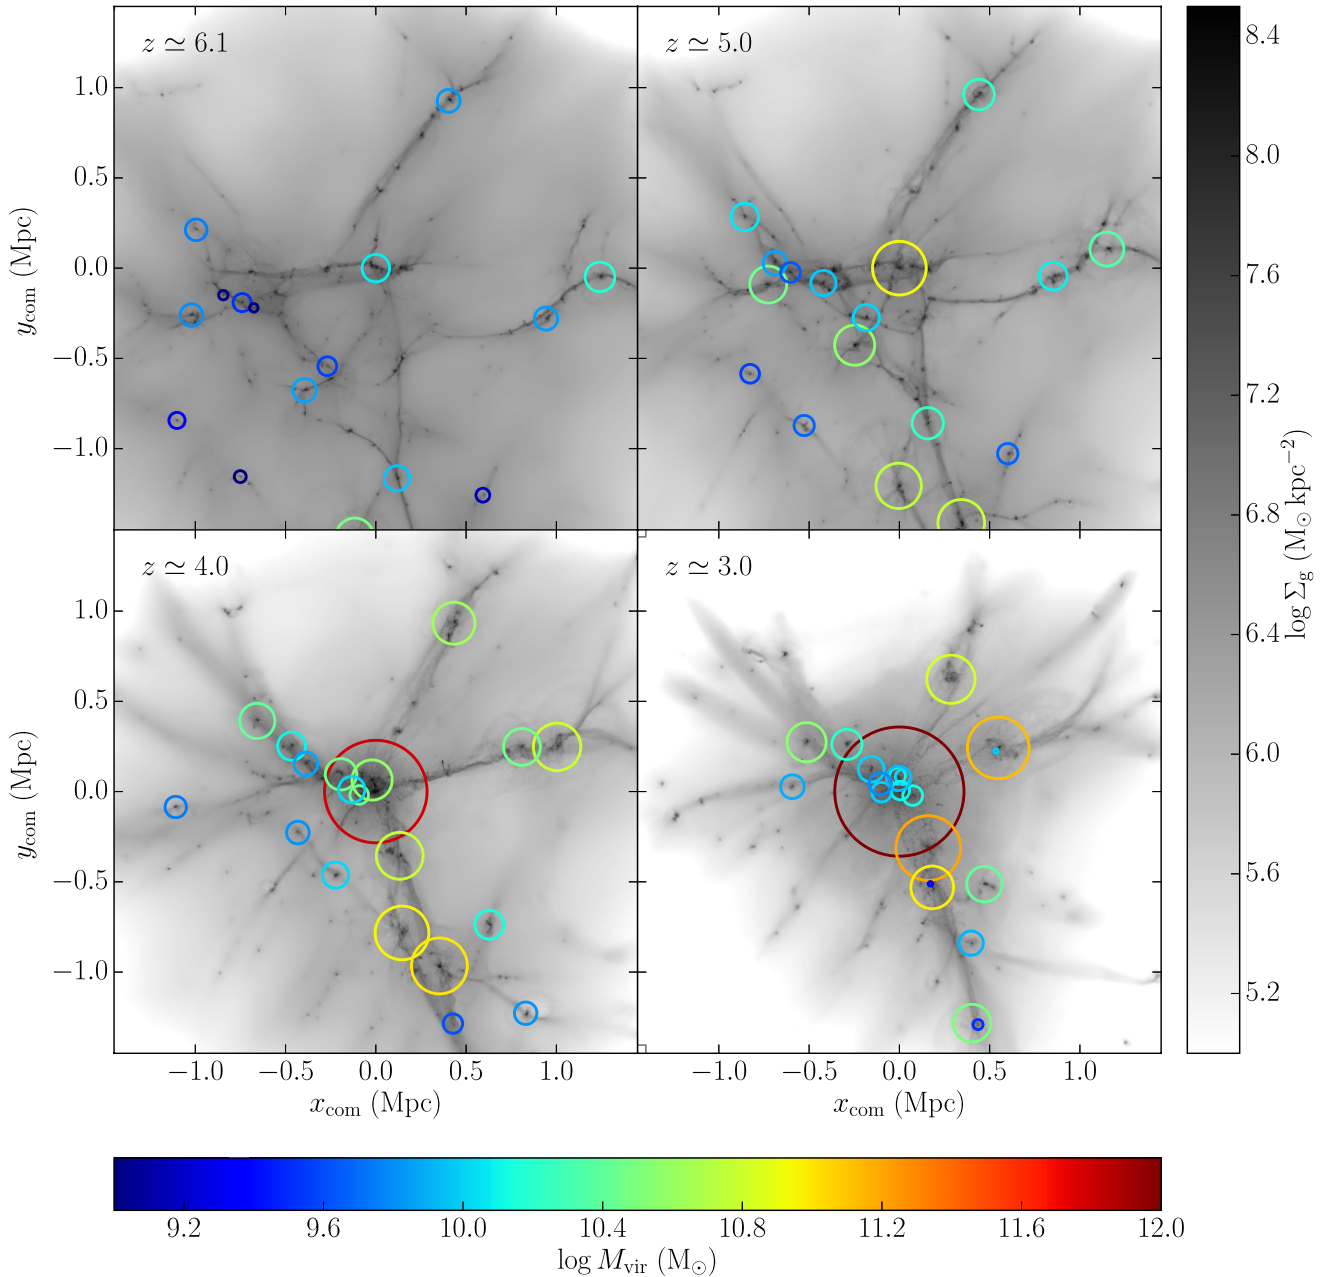 z ≃ 6.1
z ≃ 5.0
1.0
0.5
0.0
−0.5
−1.0
y_com (Mpc)
z ≃ 4.0
z ≃ 3.0
1.0
0.5
0.0
−0.5
−1.0
y_com (Mpc)
−1.0 −0.5 0.0 0.5 1.0
−1.0 −0.5 0.0 0.5 1.0
x_com (Mpc)
x_com (Mpc)
8.4
8.0
7.6
7.2
6.8
6.4
6.0
5.6
5.2
log Σ_g (M_⊙ kpc^−2)
9.2 9.6 10.0 10.4 10.8 11.2 11.6 12.0
log M_vir (M_⊙)